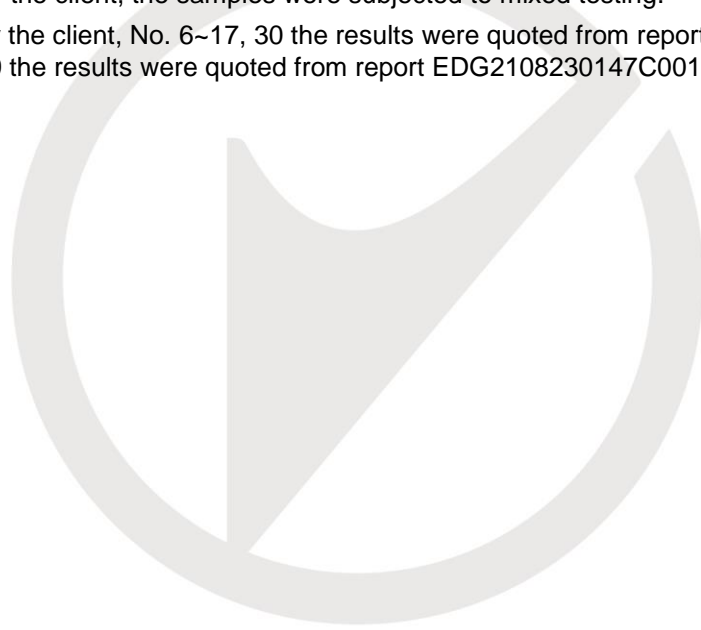 the client, the samples were subjected to mixed testing.
the client, No. 6~17, 30 the results were quoted from report
the results were quoted from report EDG2108230147C001